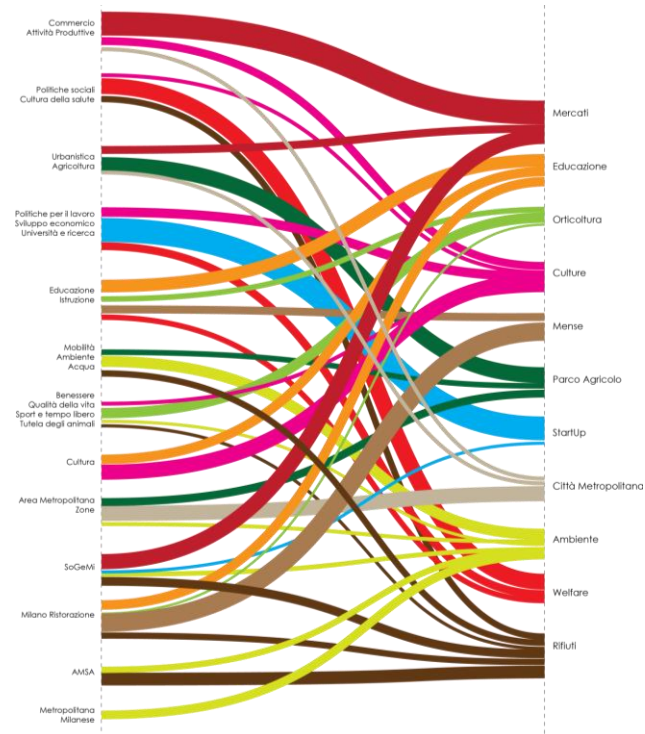 Commercio
Attività Produttive
Politiche sociali
Cultura della salute
Urbanistica
Agricoltura
Politiche per il lavoro
Sviluppo economico
Università e ricerca
Educazione
Istruzione
Mobilità
Ambiente
Acqua
Benessere
Qualità della vita
Sport e tempo libero
Tutela degli animali
Cultura
Area Metropolitana
Zone
SoGeMi
Milano Ristorazione
AMSA
Metropolitana
Milanese
Mercati
Educazione
Orticoltura
Culture
Mense
Parco Agricolo
StartUp
Città Metropolitana
Ambiente
Welfare
Rifiuti